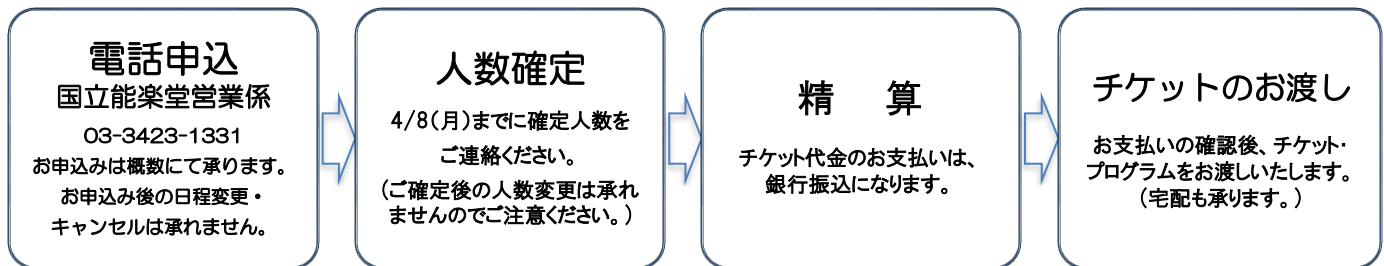 電話申込
国立能楽堂営業係
03-3423-1331
お申込みは概数にて承ります。
お申込み後の日程変更・
キャンセルは承れません。
人数確定
4/8(月)までに確定人数を
ご連絡ください。
(ご確定後の人数変更は承れ
ませんのでご注意ください。)
精　算
チケット代金のお支払いは、
銀行振込になります。
チケットのお渡し
お支払いの確認後、チケット・
プログラムをお渡しいたします。
(宅配も承ります。)